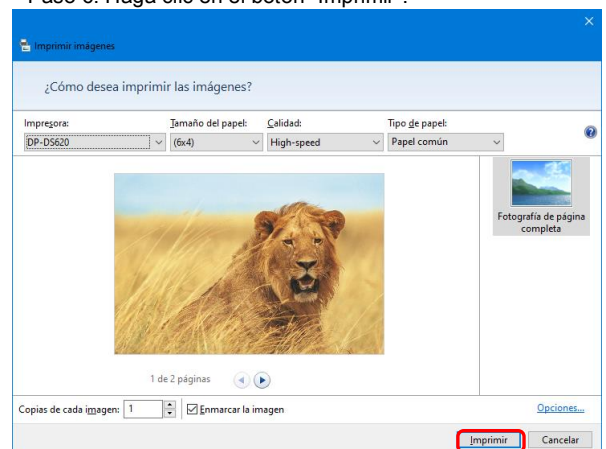 Imprimir imágenes
¿Cómo desea imprimir las imágenes?
Impresora: Tamaño del papel: Calidad: Tipo de papel:
DP-DS620 (6x4) High-speed Papel común
Fotografía de página
completa
1 de 2 páginas
Copias de cada imagen: 1 Enmarcar la imagen Opciones...
Imprimir Cancelar